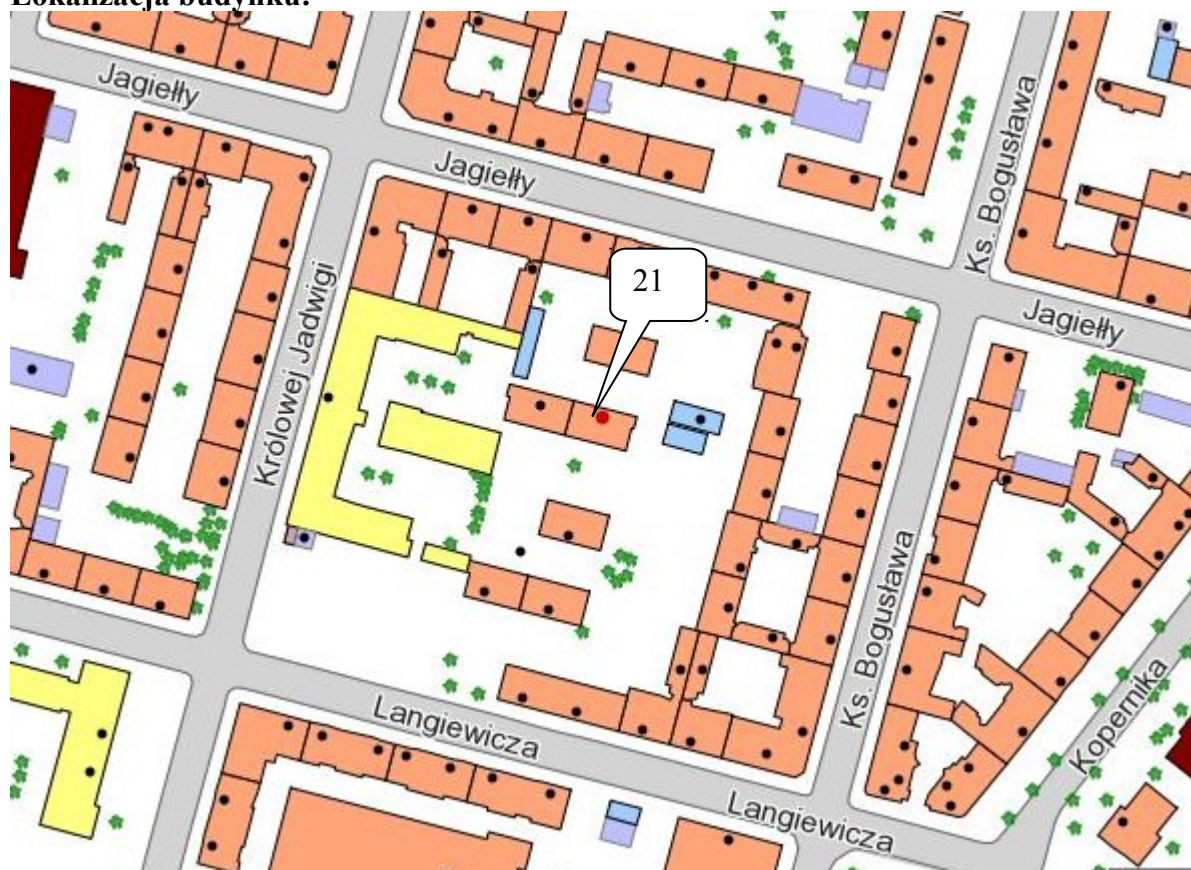 Lokalizacja budynku:
Jagiełły
Jagiełły
Ks. Bogusława
21
Królowej Jadwigi
Jagiełły
Ks. Bogusława
Langiewicza
Kopernika
Langiewicza